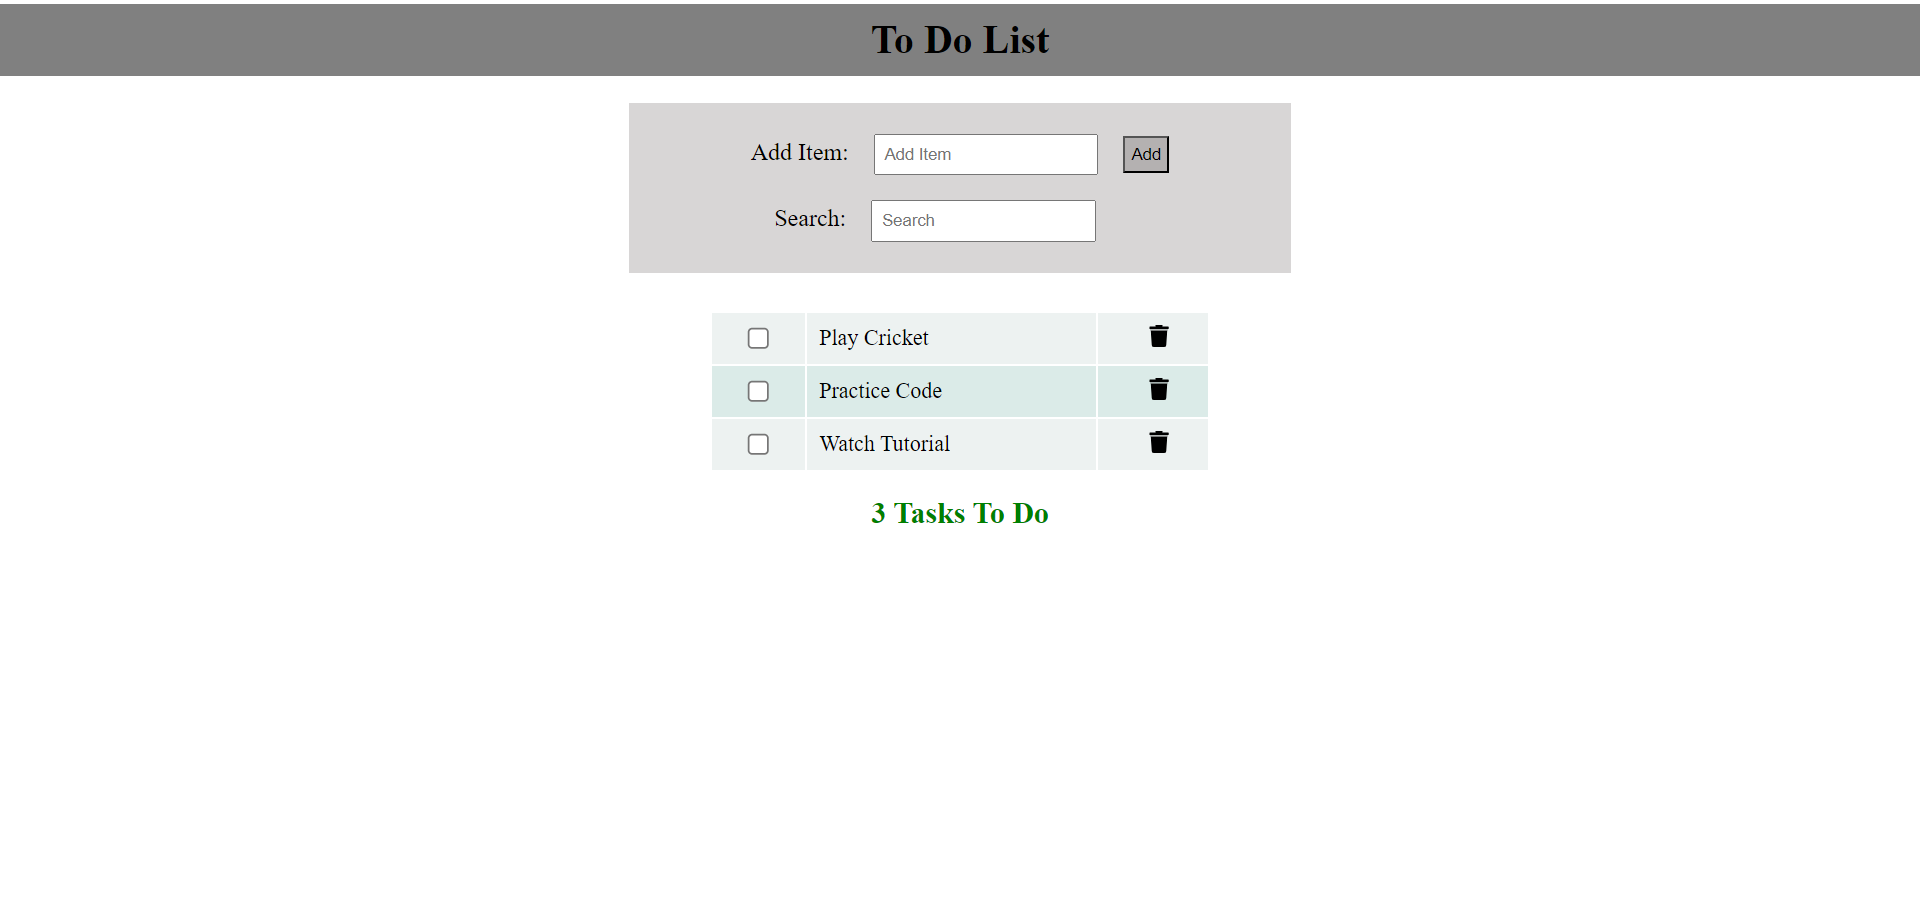 To Do List
Add Item: Add Item Add
Search: Search
Play Cricket
Practice Code
Watch Tutorial
3 Tasks To Do